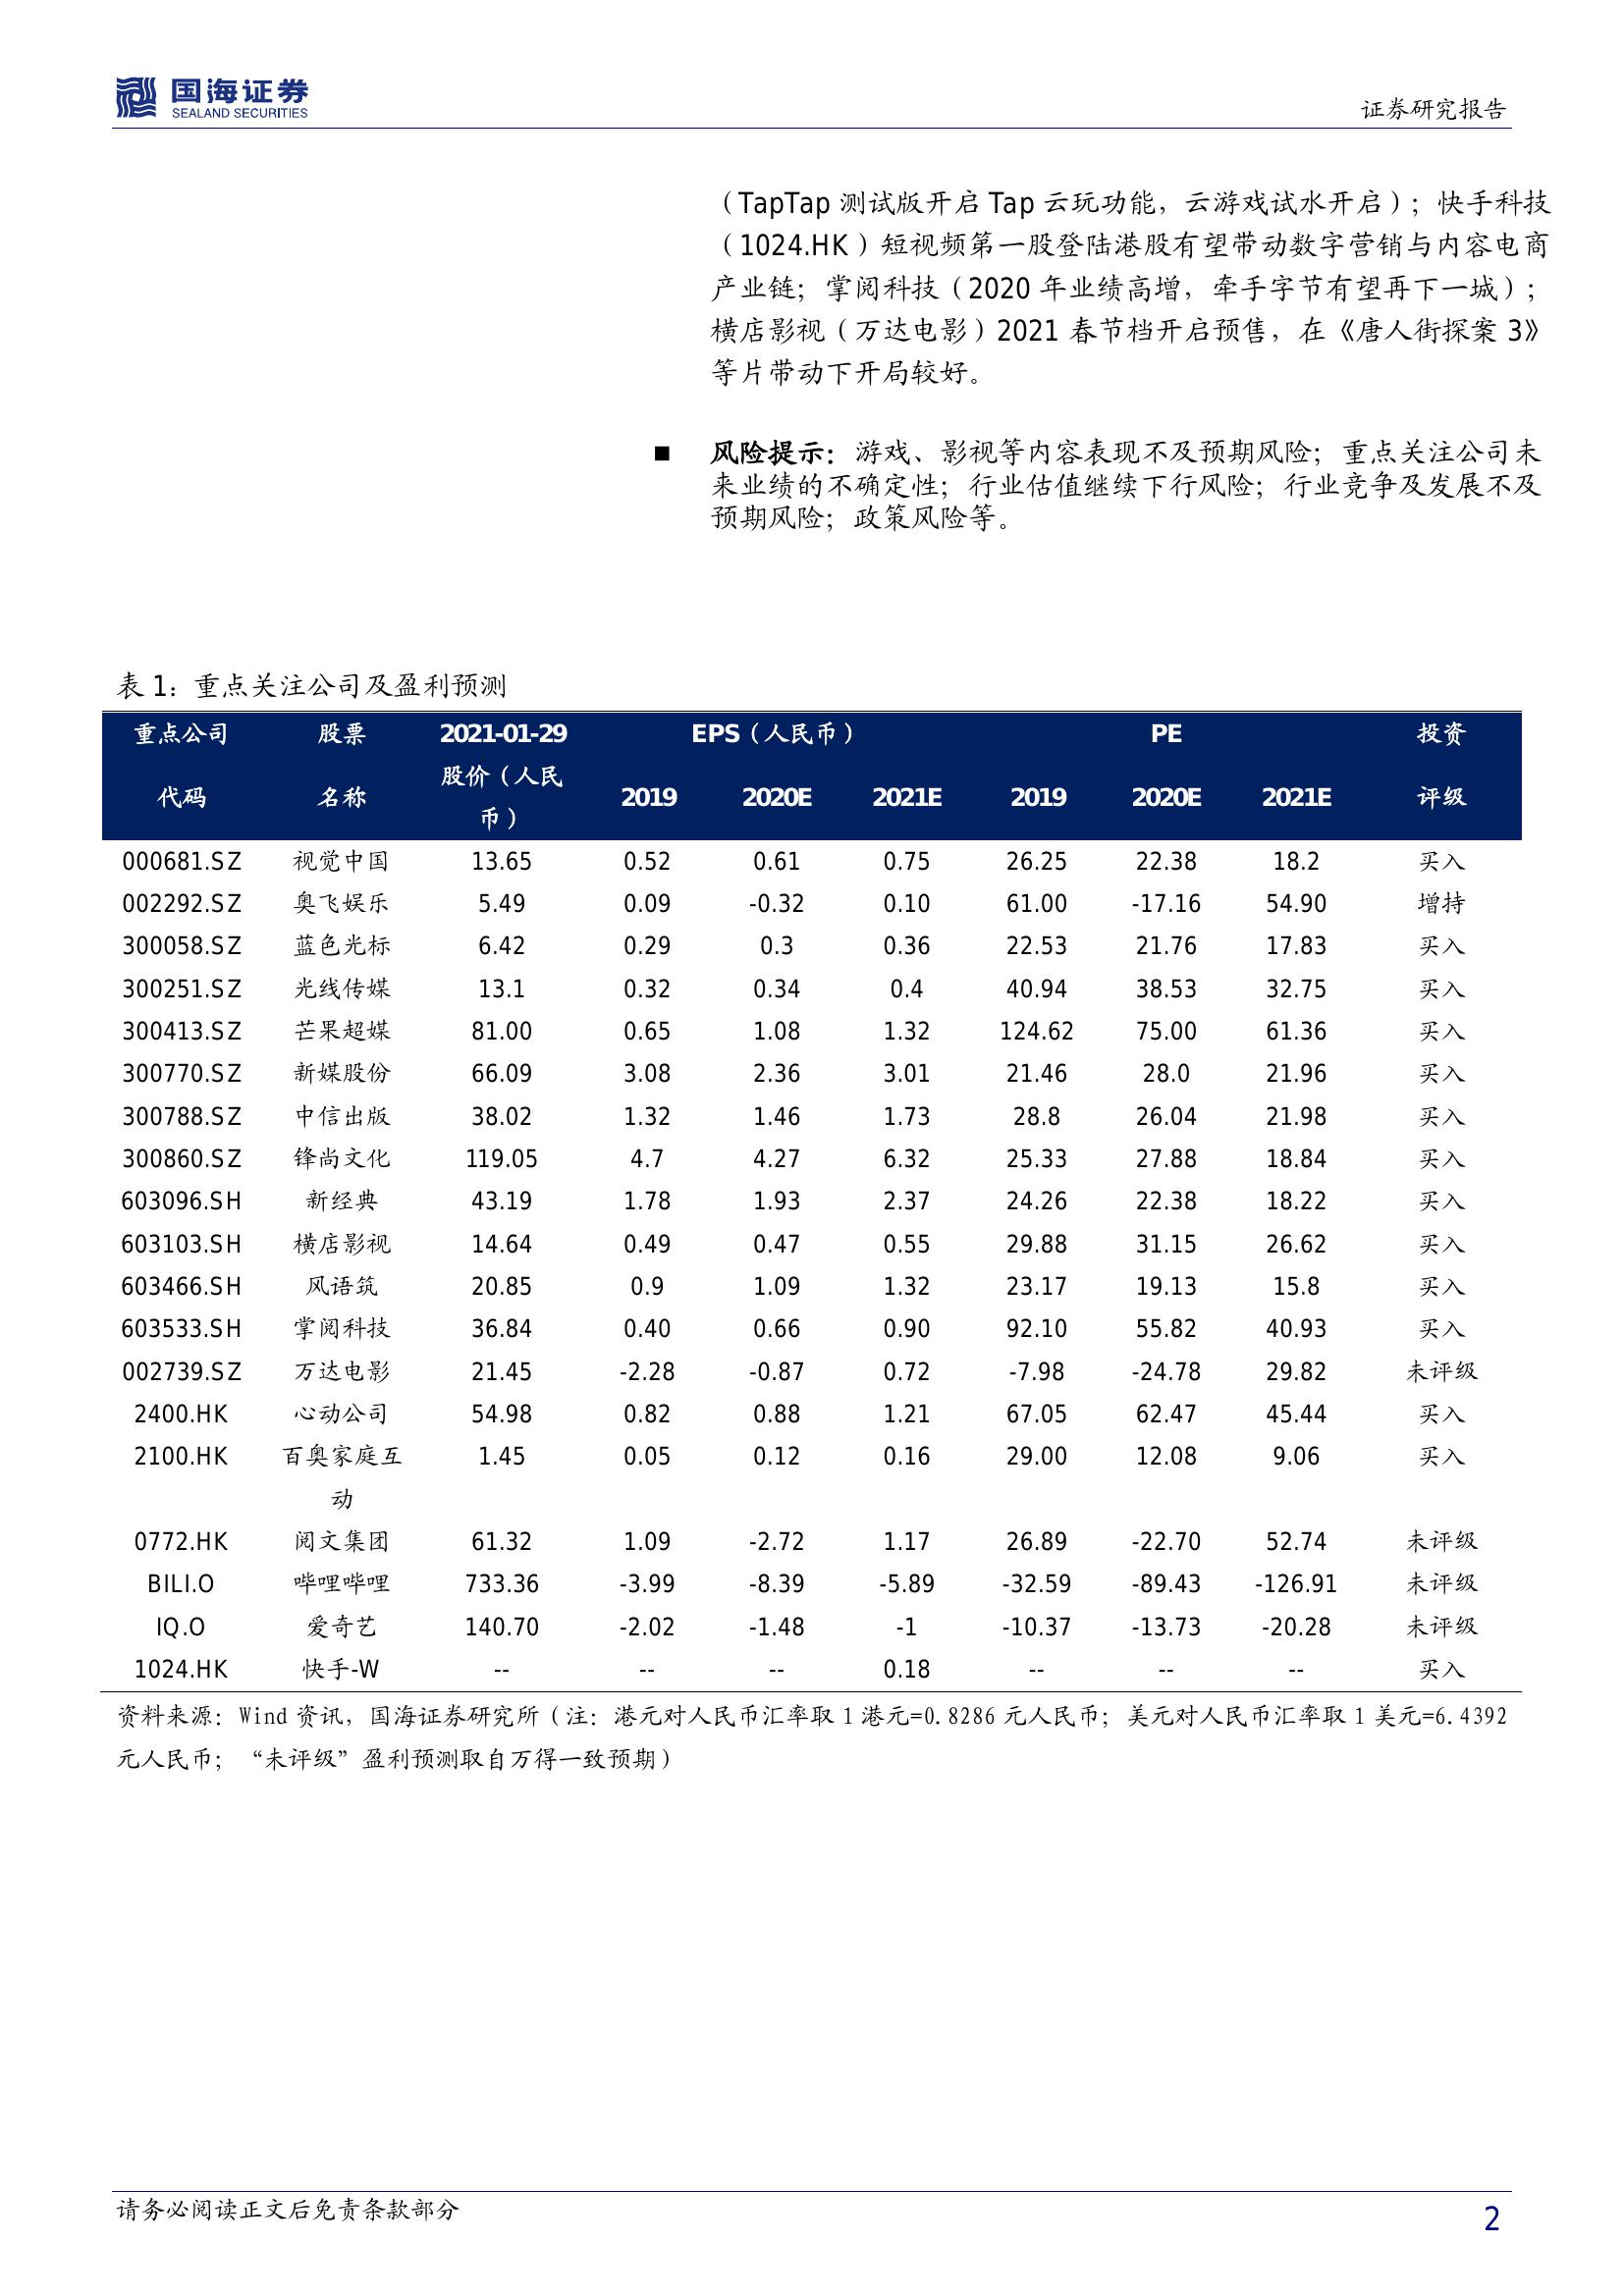 国海证券
SEALAND SECURITIES
证券研究报告
（TapTap 测试版开启 Tap 云玩功能，云游戏试水开启）；快手科技
（1024.HK）短视频第一股登陆港股有望带动数字营销与内容电商
产业链；掌阅科技（2020 年业绩高增，牵手字节有望再下一城）；
横店影视（万达电影）2021 春节档开启预售，在《唐人街探案 3》
等片带动下开局较好。
■ 风险提示：游戏、影视等内容表现不及预期风险；重点关注公司未
来业绩的不确定性；行业估值继续下行风险；行业竞争及发展不及
预期风险；政策风险等。
表 1：重点关注公司及盈利预测
重点公司 股票 2021-01-29 EPS（人民币） PE 投资
代码 名称 股价（人民币） 2019 2020E 2021E 2019 2020E 2021E 评级
000681.SZ 视觉中国 13.65 0.52 0.61 0.75 26.25 22.38 18.2 买入
002292.SZ 奥飞娱乐 5.49 0.09 -0.32 0.10 61.00 -17.16 54.90 增持
300058.SZ 蓝色光标 6.42 0.29 0.3 0.36 22.53 21.76 17.83 买入
300251.SZ 光线传媒 13.1 0.32 0.34 0.4 40.94 38.53 32.75 买入
300413.SZ 芒果超媒 81.00 0.65 1.08 1.32 124.62 75.00 61.36 买入
300770.SZ 新媒股份 66.09 3.08 2.36 3.01 21.46 28.0 21.96 买入
300788.SZ 中信出版 38.02 1.32 1.46 1.73 28.8 26.04 21.98 买入
300860.SZ 锋尚文化 119.05 4.7 4.27 6.32 25.33 27.88 18.84 买入
603096.SH 新经典 43.19 1.78 1.93 2.37 24.26 22.38 18.22 买入
603103.SH 横店影视 14.64 0.49 0.47 0.55 29.88 31.15 26.62 买入
603466.SH 风语筑 20.85 0.9 1.09 1.32 23.17 19.13 15.8 买入
603533.SH 掌阅科技 36.84 0.40 0.66 0.90 92.10 55.82 40.93 买入
002739.SZ 万达电影 21.45 -2.28 -0.87 0.72 -7.98 -24.78 29.82 未评级
2400.HK 心动公司 54.98 0.82 0.88 1.21 67.05 62.47 45.44 买入
2100.HK 百奥家庭互动 1.45 0.05 0.12 0.16 29.00 12.08 9.06 买入
0772.HK 阅文集团 61.32 1.09 -2.72 1.17 26.89 -22.70 52.74 未评级
BILI.O 哔哩哔哩 733.36 -3.99 -8.39 -5.89 -32.59 -89.43 -126.91 未评级
IQ.O 爱奇艺 140.70 -2.02 -1.48 -1 -10.37 -13.73 -20.28 未评级
1024.HK 快手-W -- -- -- 0.18 -- -- -- 买入
资料来源：Wind 资讯，国海证券研究所（注：港元对人民币汇率取 1 港元=0.8286 元人民币；美元对人民币汇率取 1 美元=6.4392
元人民币；“未评级”盈利预测取自万得一致预期）
请务必阅读正文后免责条款部分
2